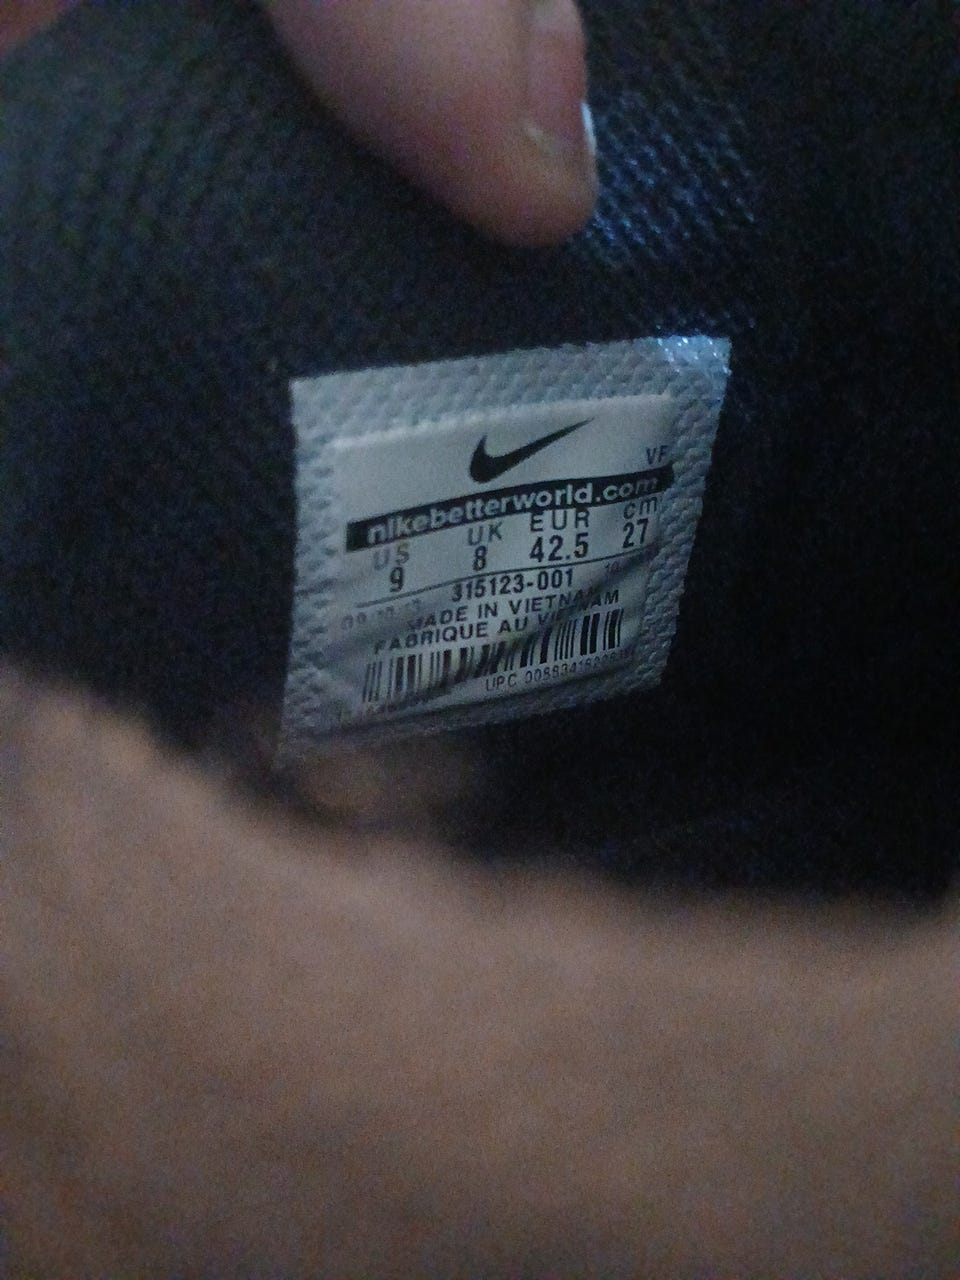 VF
nikebetterworld.com
US UK EUR cm
9 8 42.5 27
315123-001
MADE IN VIETNAM
FABRIQUE AU VIETNAM
UPC